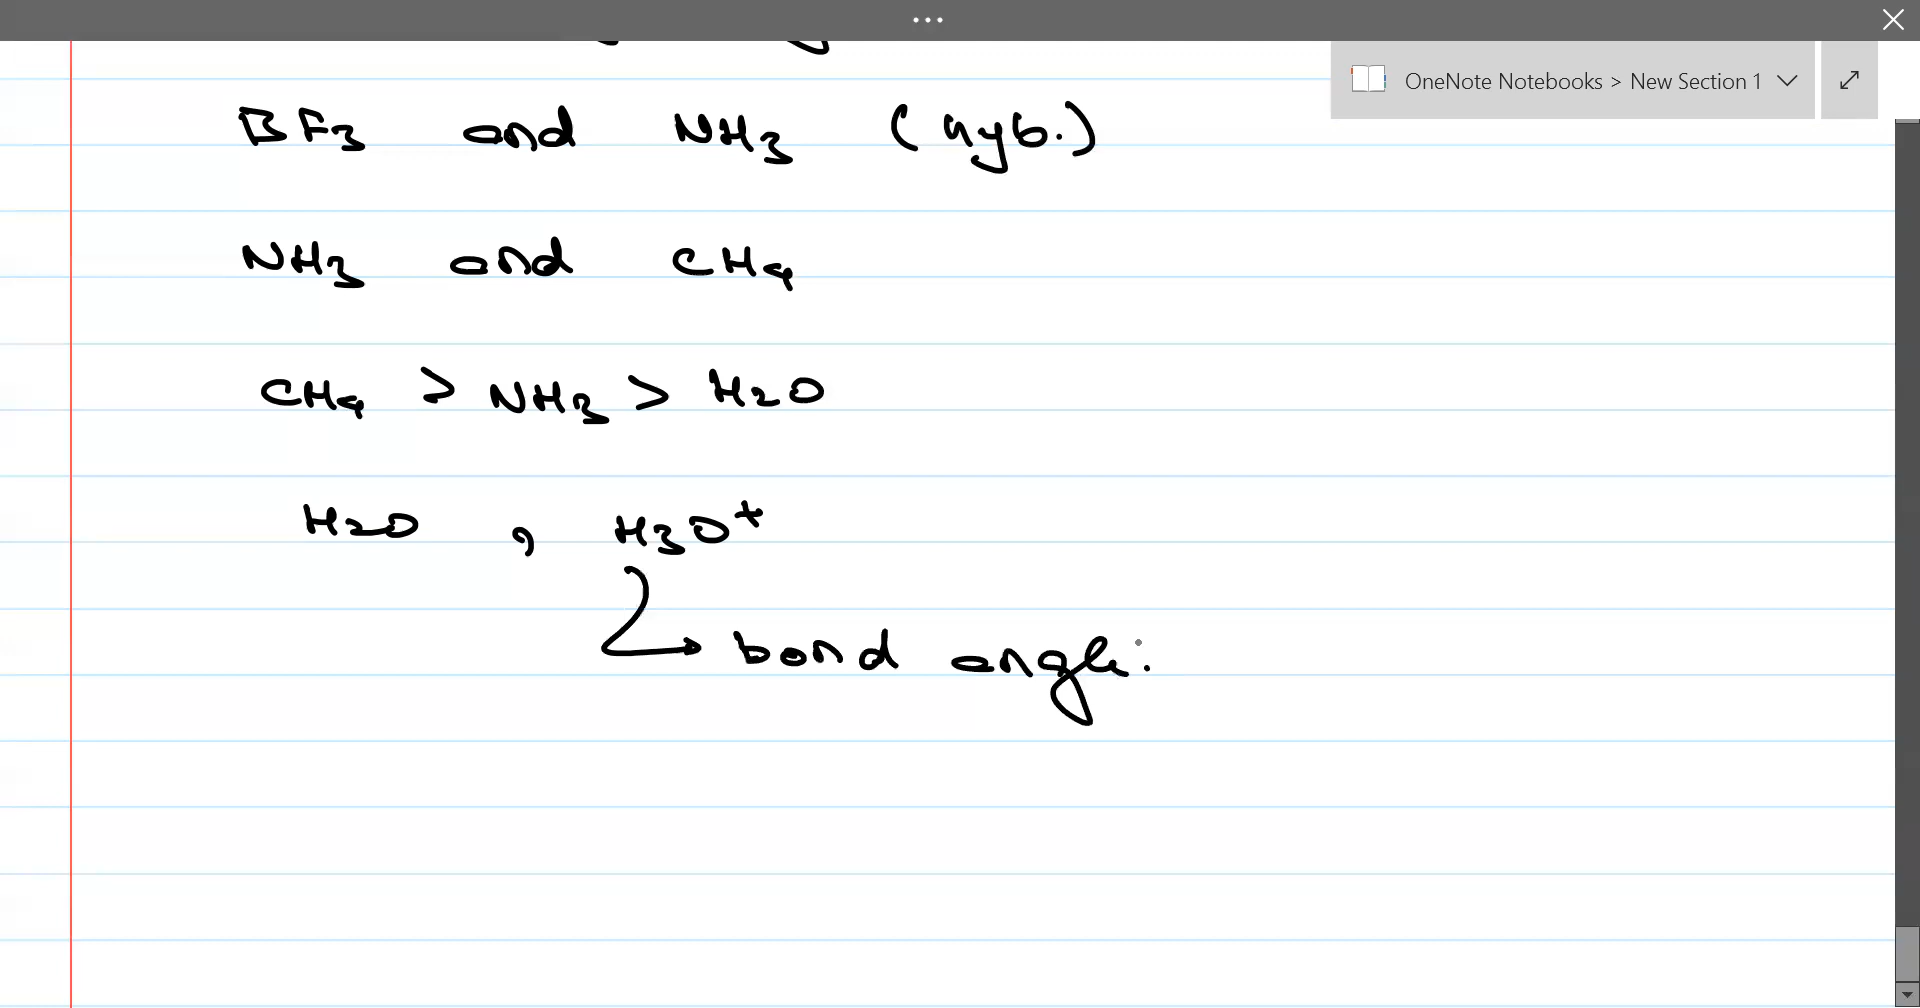 ...
OneNote Notebooks > New Section 1
BF3 and NH3 (hyb.)
NH3 and CH4
CH4 > NH3 > H2O
H2O , H3O+
bond angle: